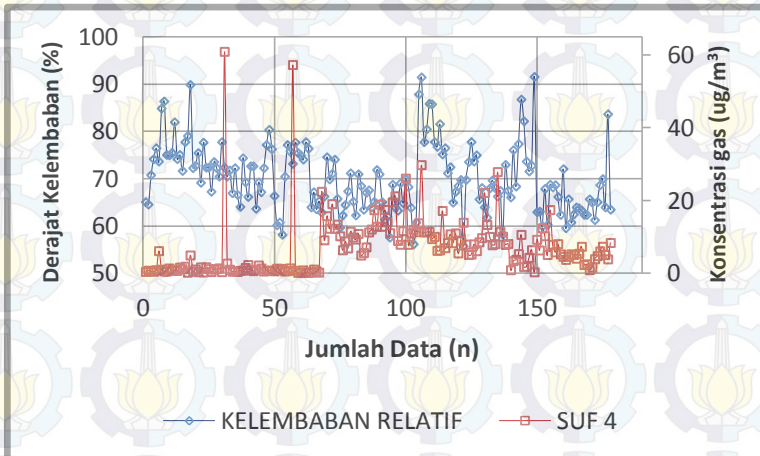 Derajat Kelembaban (%)
100
90
80
70
60
50
60
40
20
0
Konsentrasi gas (ug/m³)
0
50
100
150
Jumlah Data (n)
KELEMBABAN RELATIF
SUF 4